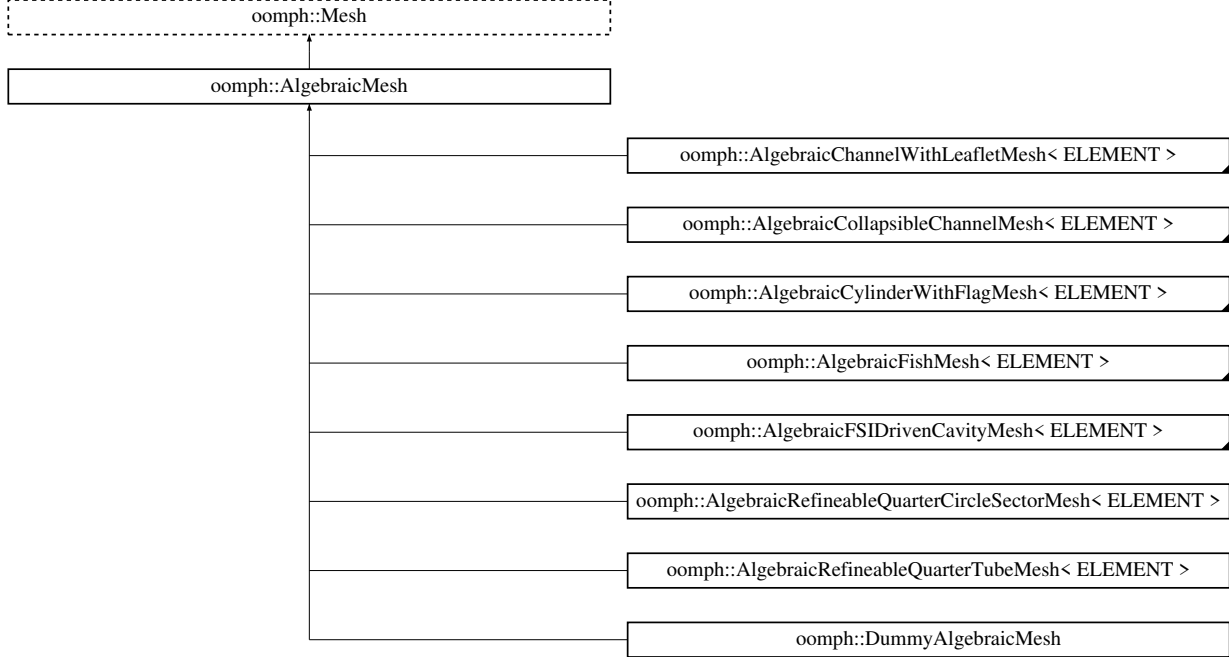 oomph::Mesh
oomph::AlgebraicMesh
oomph::AlgebraicChannelWithLeafletMesh< ELEMENT >
oomph::AlgebraicCollapsibleChannelMesh< ELEMENT >
oomph::AlgebraicCylinderWithFlagMesh< ELEMENT >
oomph::AlgebraicFishMesh< ELEMENT >
oomph::AlgebraicFSIDrivenCavityMesh< ELEMENT >
oomph::AlgebraicRefineableQuarterCircleSectorMesh< ELEMENT >
oomph::AlgebraicRefineableQuarterTubeMesh< ELEMENT >
oomph::DummyAlgebraicMesh